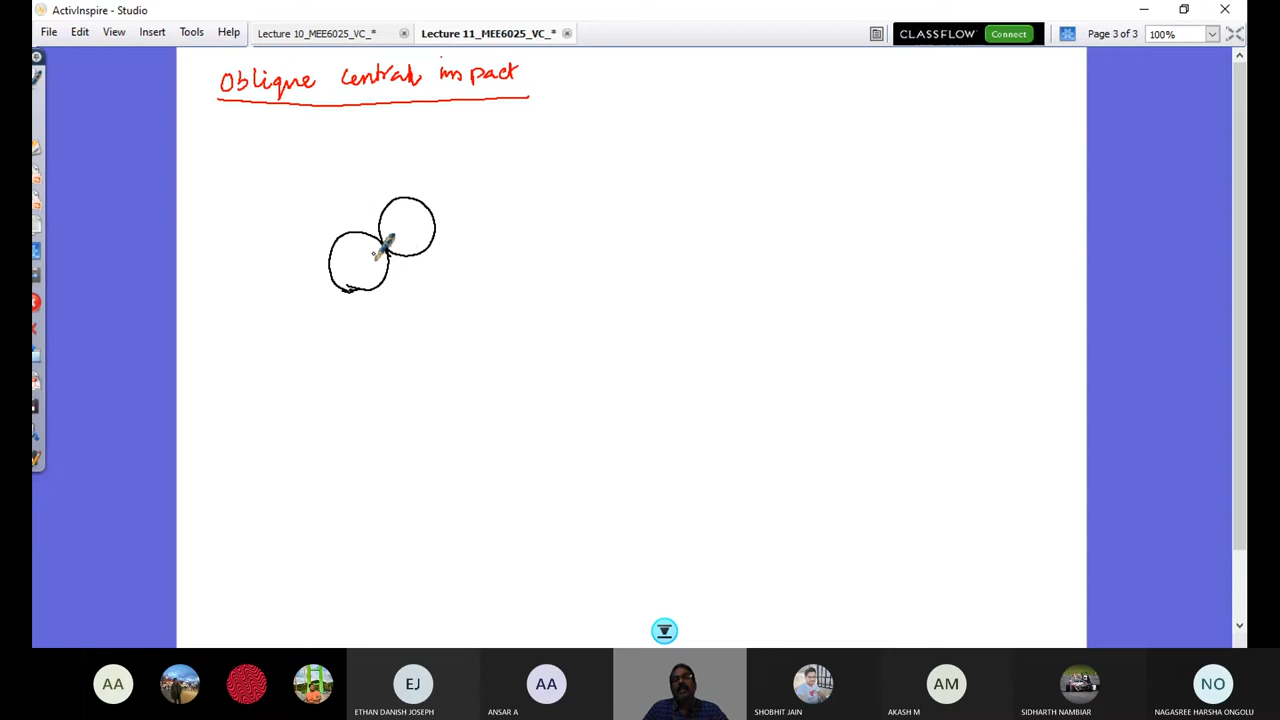 ActivInspire - Studio
File Edit View Insert Tools Help
Lecture 10_MEE6025_VC_*
Lecture 11_MEE6025_VC_*
CLASSFLOW Connect
Page 3 of 3
100%
Oblique central impact
AA
EJ
AA
AM
NO
ETHAN DANISH JOSEPH
ANSAR A
SHOBHIT JAIN
AKASH M
SIDHARTH NAMBIAR
NAGASREE HARSHA ONGOLU